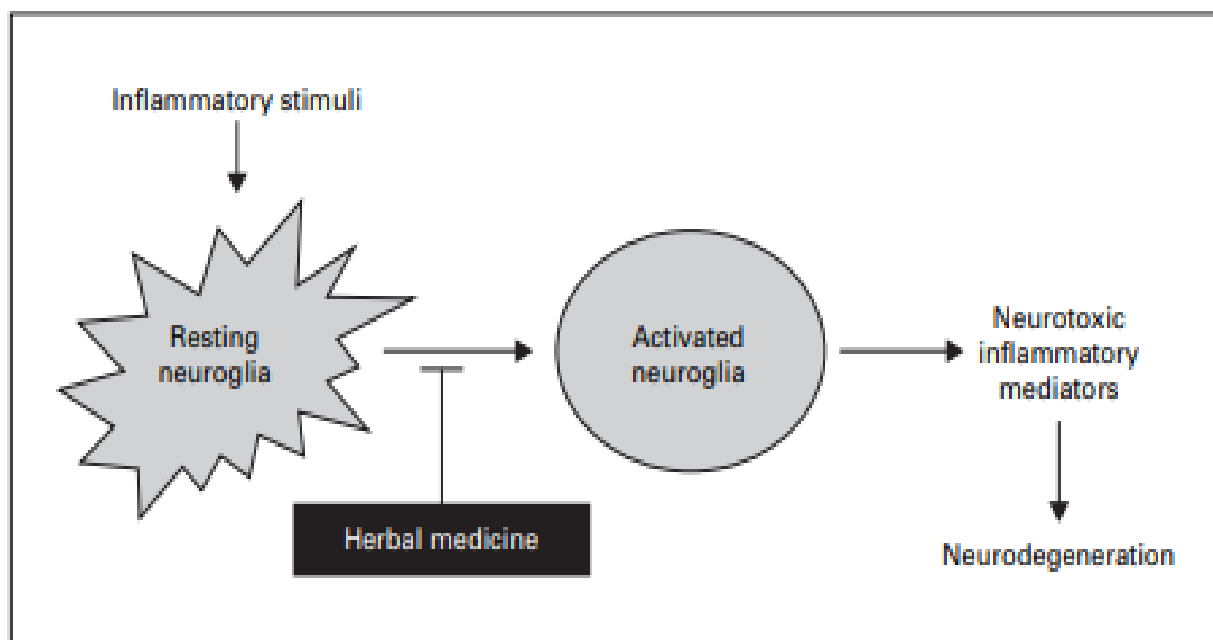 Inflammatory stimuli
Resting
neuroglia
Activated
neuroglia
Neurotoxic
inflammatory
mediators
Herbal medicine
Neurodegeneration